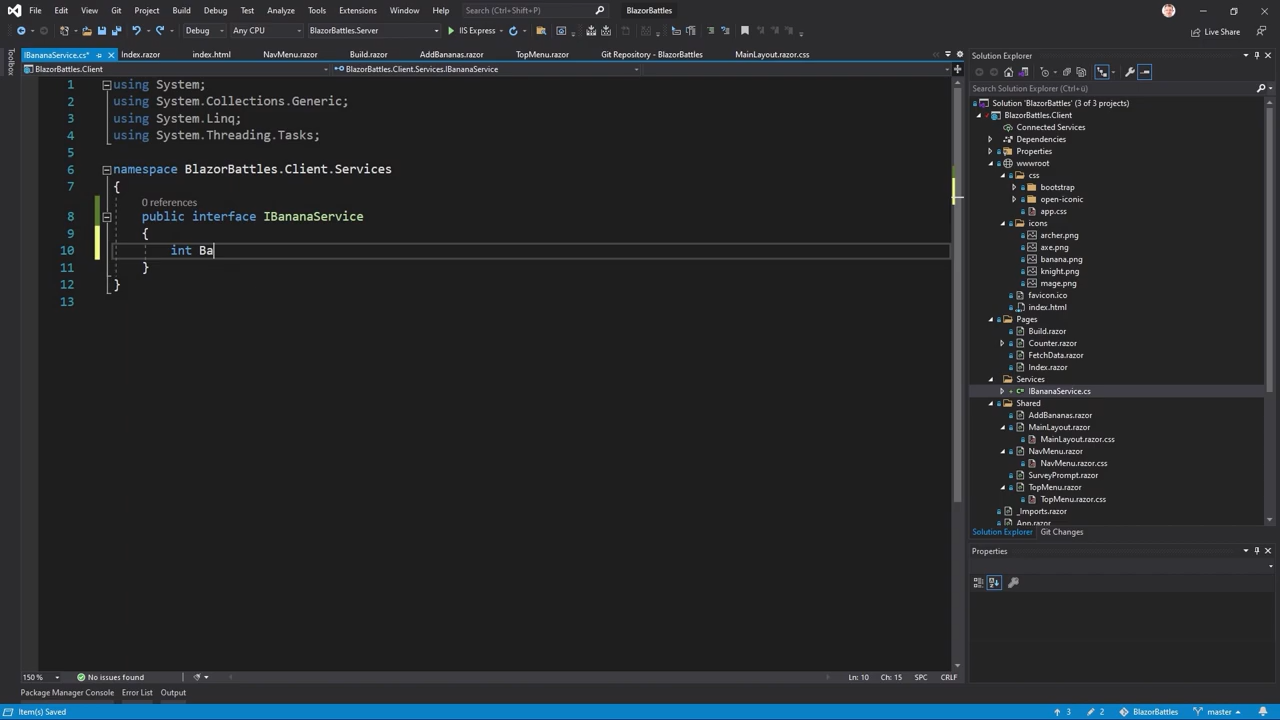 File Edit View Git Project Build Debug Test Analyze Tools Extensions Window Help Search (Ctrl+Shift+P) BlazorBattles
Debug Any CPU BlazorBattles.Server IIS Express Live Share
IBananaService.cs* Index.razor index.html NavMenu.razor Build.razor AddBananas.razor TopMenu.razor Git Repository - BlazorBattles MainLayout.razor.css
BlazorBattles.Client BlazorBattles.Client.Services.IBananaService
Toolbox
1 using System;
2 using System.Collections.Generic;
3 using System.Linq;
4 using System.Threading.Tasks;
5
6 namespace BlazorBattles.Client.Services
7 {
0 references
8 public interface IBananaService
9 {
10 int Ba
11 }
12 }
13
150 % No issues found Ln: 10 Ch: 15 SPC CRLF
Package Manager Console Error List Output
Item(s) Saved 3 2 BlazorBattles master
Solution Explorer
Search Solution Explorer (Ctrl+ü)
Solution 'BlazorBattles' (3 of 3 projects)
BlazorBattles.Client
Connected Services
Dependencies
Properties
wwwroot
css
bootstrap
open-iconic
app.css
icons
archer.png
axe.png
banana.png
knight.png
mage.png
favicon.ico
index.html
Pages
Build.razor
Counter.razor
FetchData.razor
Index.razor
Services
IBananaService.cs
Shared
AddBananas.razor
MainLayout.razor
MainLayout.razor.css
NavMenu.razor
NavMenu.razor.css
SurveyPrompt.razor
TopMenu.razor
TopMenu.razor.css
_Imports.razor
App.razor
Solution Explorer Git Changes
Properties